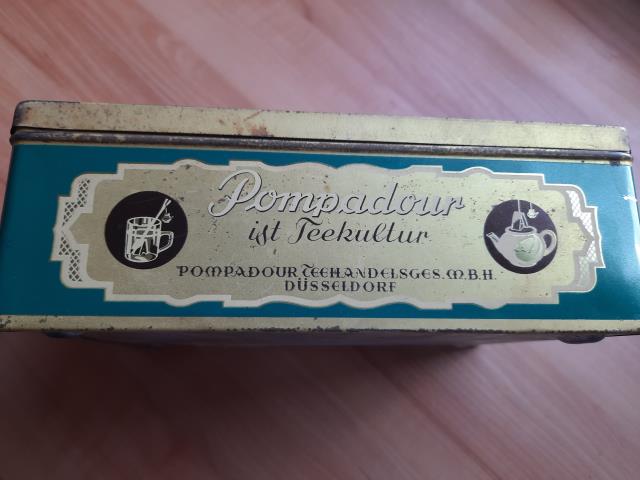 Pompadour
ist Teekultur
POMPADOUR TEEHANDELSGES.M.B.H.
DÜSSELDORF